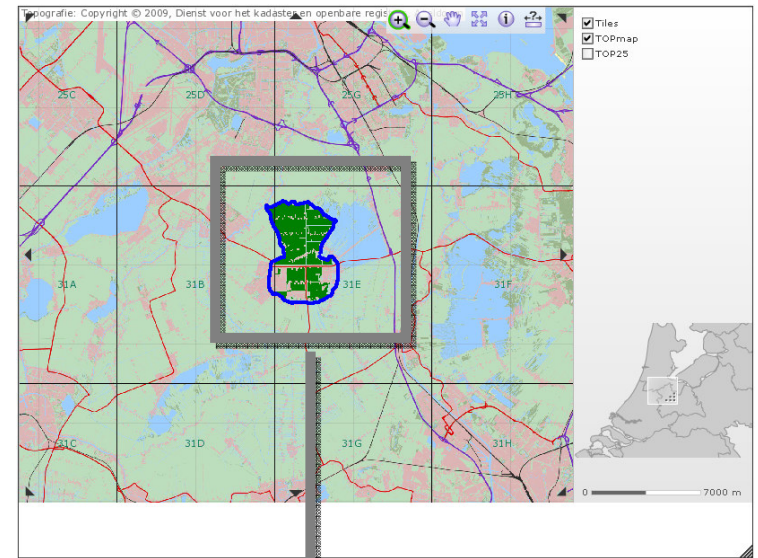 Topografie: Copyright © 2009, Dienst voor het kadaster en openbare regis
Tiles
TOPmap
TOP25
25C
25D
25G
25H
31A
31B
31E
31F
31C
31D
31G
31H
0 7000 m